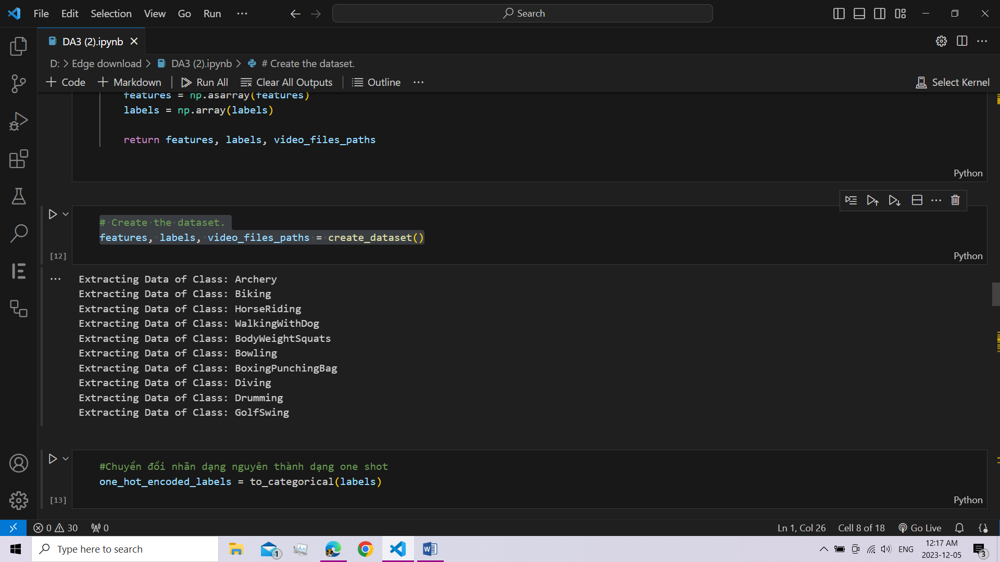 File Edit Selection View Go Run ··· Search
DA3 (2).ipynb
D: > Edge download > DA3 (2).ipynb > # Create the dataset.
+ Code + Markdown | Run All Clear All Outputs | Outline ··· Select Kernel
features = np.asarray(features)
labels = np.array(labels)
return features, labels, video_files_paths
Python
# Create the dataset.
features, labels, video_files_paths = create_dataset()
[12] Python
Extracting Data of Class: Archery
Extracting Data of Class: Biking
Extracting Data of Class: HorseRiding
Extracting Data of Class: WalkingWithDog
Extracting Data of Class: BodyWeightSquats
Extracting Data of Class: Bowling
Extracting Data of Class: BoxingPunchingBag
Extracting Data of Class: Diving
Extracting Data of Class: Drumming
Extracting Data of Class: GolfSwing
#Chuyển đổi nhãn dạng nguyên thành dạng one shot
one_hot_encoded_labels = to_categorical(labels)
[13] Python
0 30 0 Ln 1, Col 26 Cell 8 of 18 Go Live
Type here to search 1 ENG 12:17 AM 3
2023-12-05